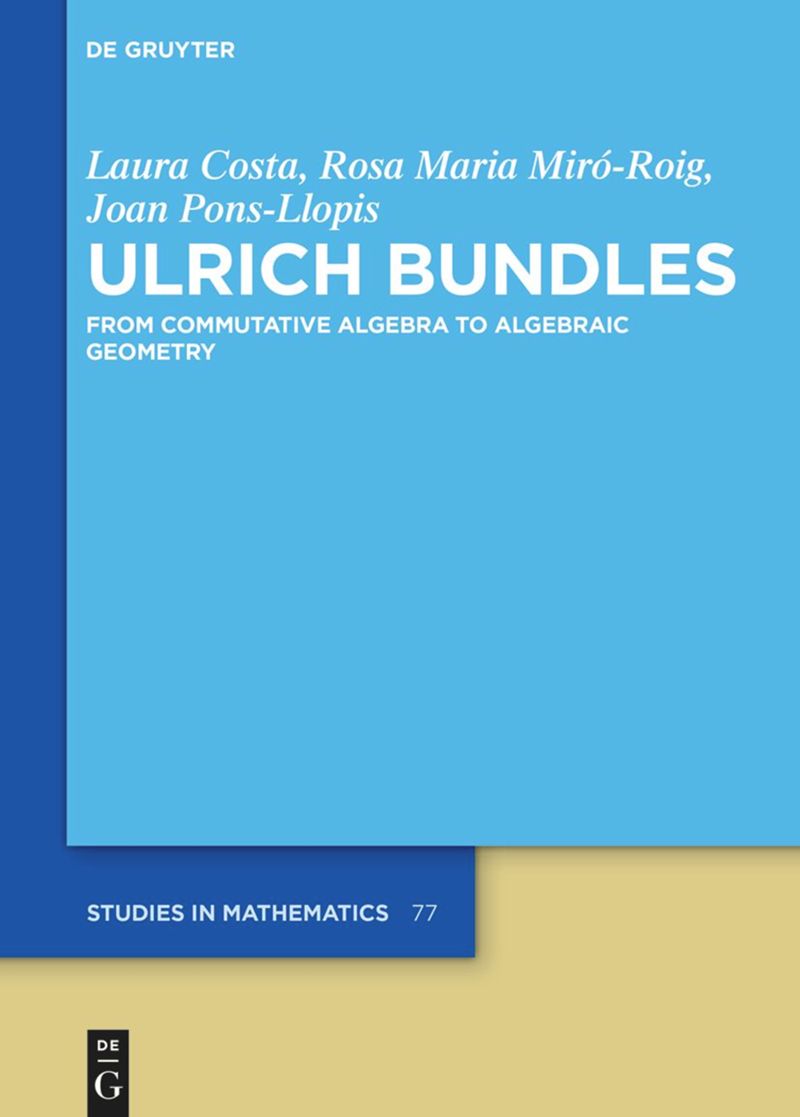 DE GRUYTER
Laura Costa, Rosa Maria Miró-Roig,
Joan Pons-Llopis
ULRICH BUNDLES
FROM COMMUTATIVE ALGEBRA TO ALGEBRAIC
GEOMETRY
STUDIES IN MATHEMATICS 77
DE
G